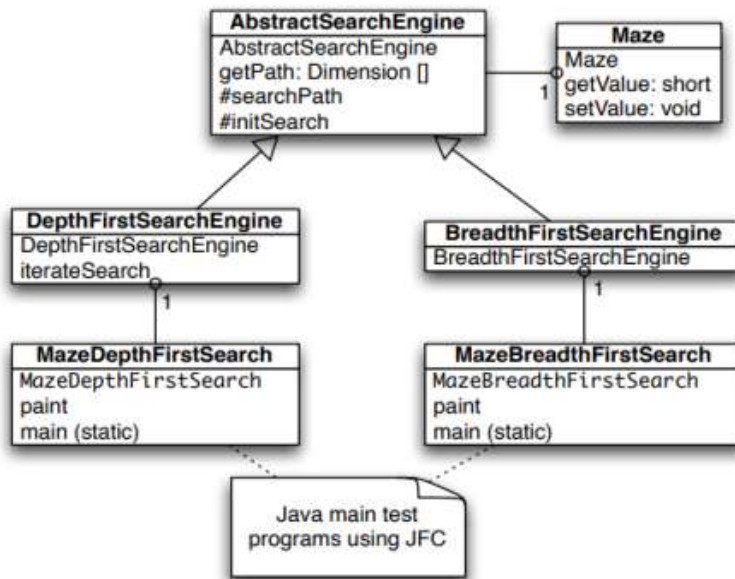 AbstractSearchEngine
AbstractSearchEngine
getPath: Dimension []
#searchPath
#initSearch
Maze
Maze
getValue: short
setValue: void
1
DepthFirstSearchEngine
DepthFirstSearchEngine
iterateSearch
1
BreadthFirstSearchEngine
BreadthFirstSearchEngine
1
MazeDepthFirstSearch
MazeDepthFirstSearch
paint
main (static)
MazeBreadthFirstSearch
MazeBreadthFirstSearch
paint
main (static)
Java main test
programs using JFC